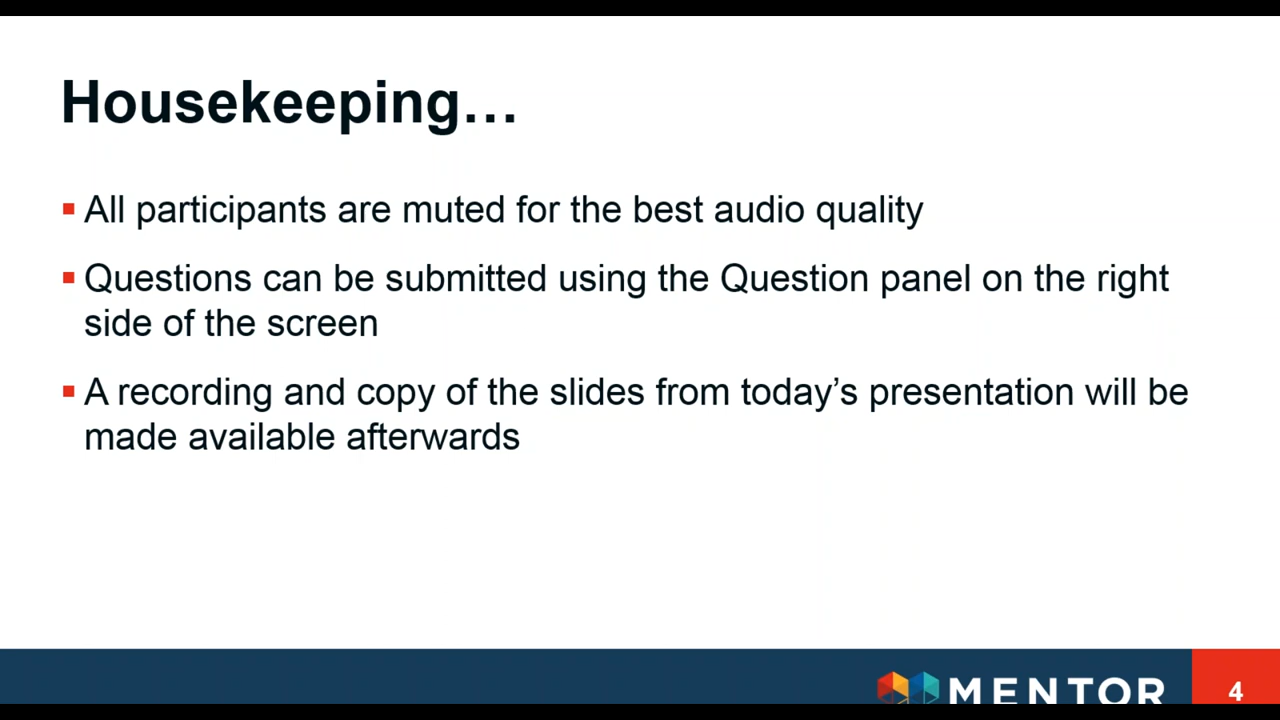 Housekeeping…
All participants are muted for the best audio quality
Questions can be submitted using the Question panel on the right
side of the screen
A recording and copy of the slides from today’s presentation will be
made available afterwards
MENTOR
4